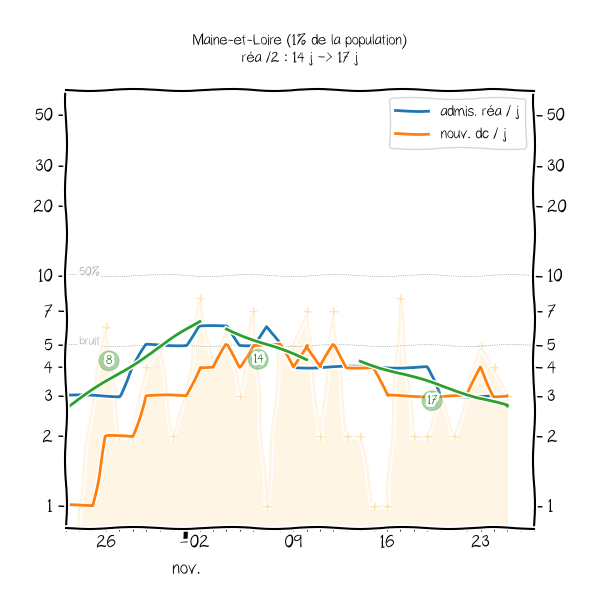 Maine-et-Loire (1% de la population)
réa /2 : 14 j -> 17 j
admis. réa / j
nouv. dc / j
50 50
30 30
20 20
10 50% 10
7 7
5 bruit 5
4 8 14 4
3 17 3
2 2
1 1
26 02 09 16 23
nov.